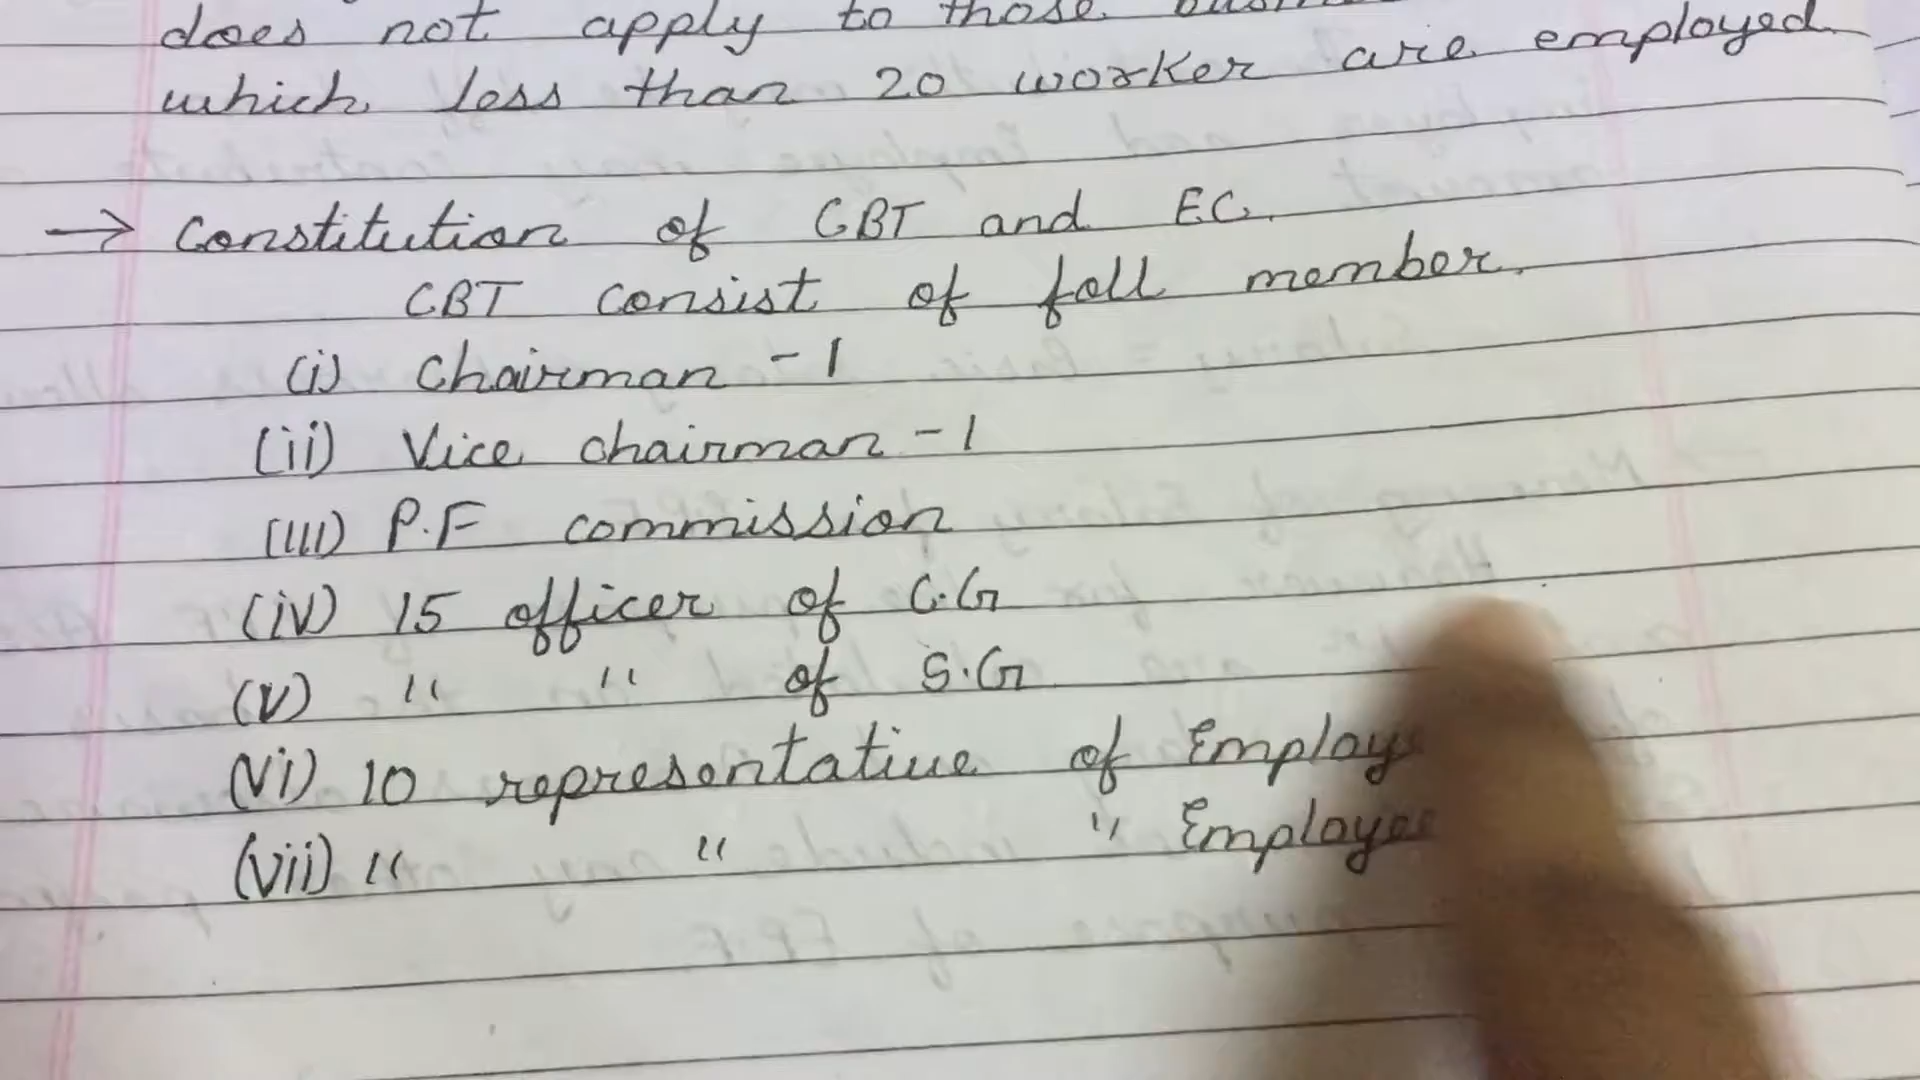 does not apply to those
which less than 20 worker are employed
→ Constitution of CBT and E.C.
CBT consist of foll member.
(i) Chairman - 1
(ii) Vice chairman - 1
(III) P.F commission
(iv) 15 officer of C.G
(v) " " of S.G
(vi) 10 representative of Employe
(vii) " " " Employee